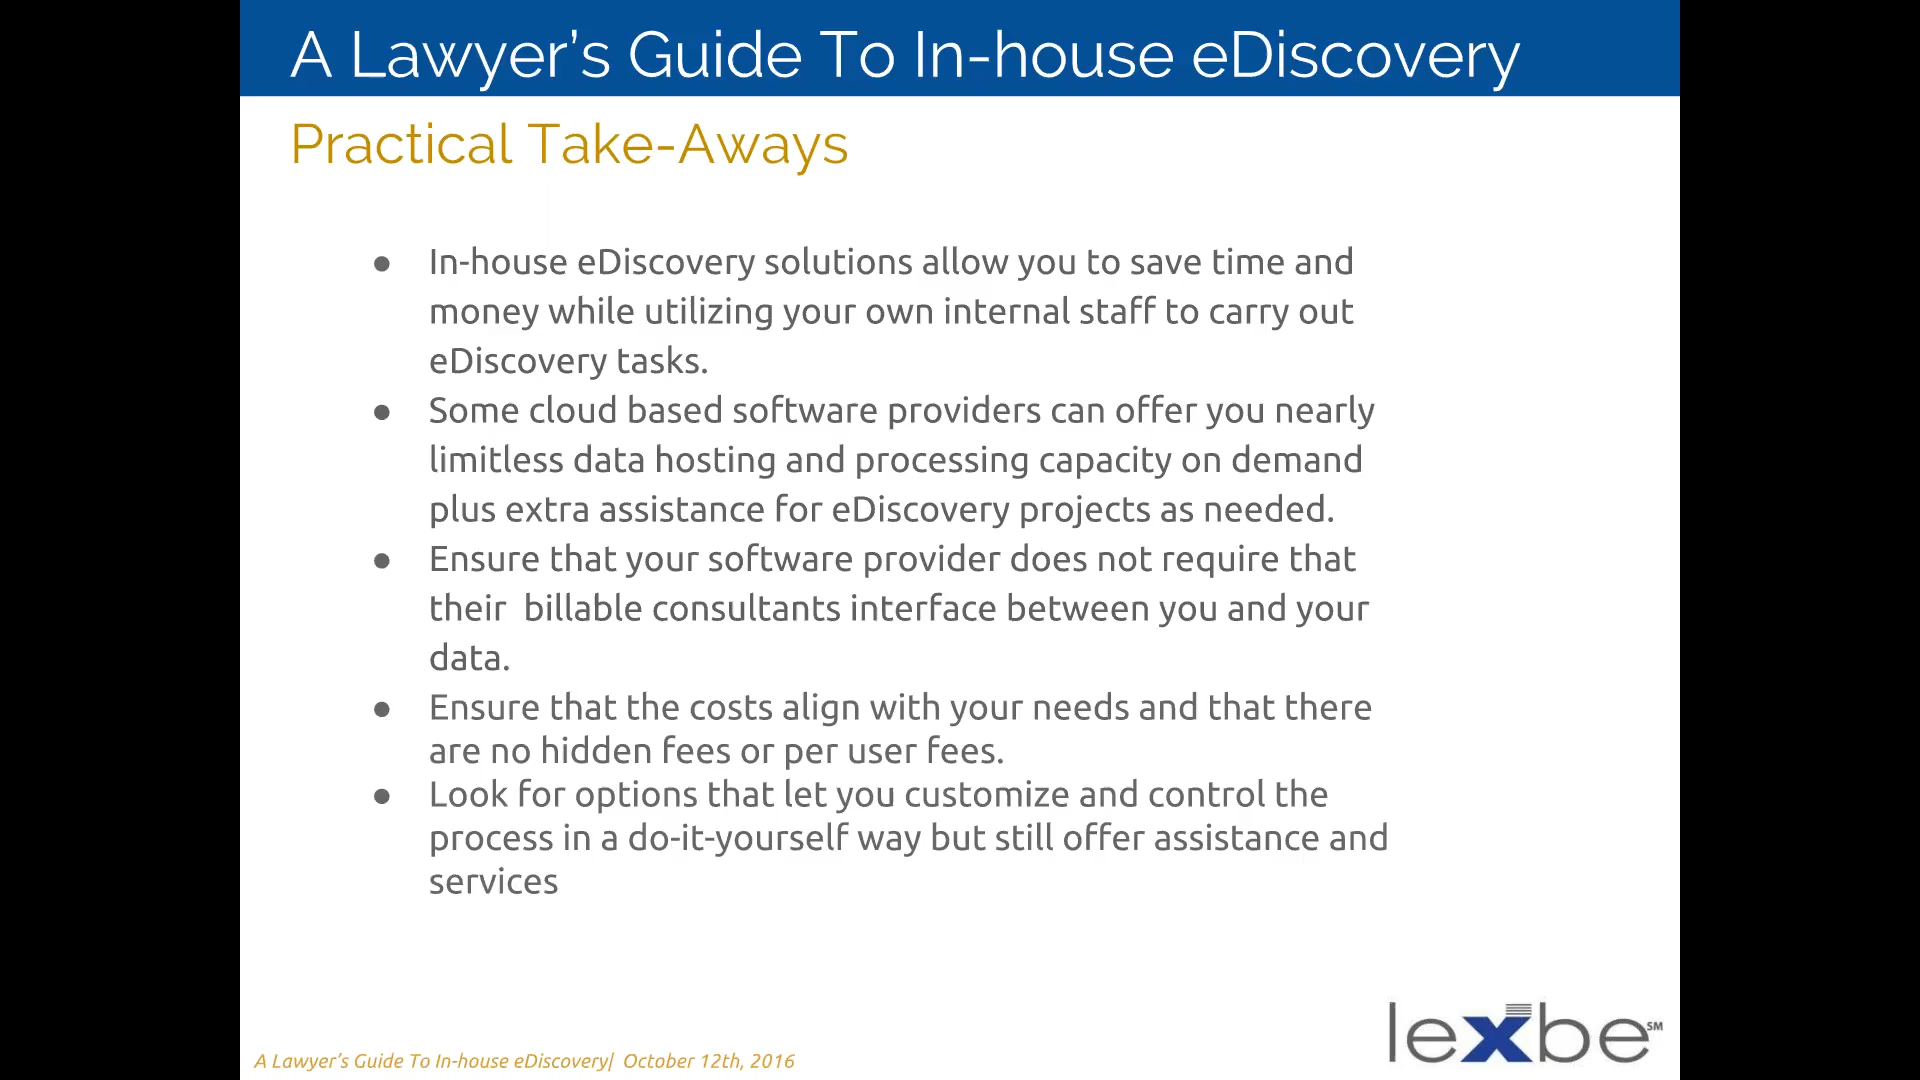 A Lawyer’s Guide To In-house eDiscovery
Practical Take-Aways
● In-house eDiscovery solutions allow you to save time and
money while utilizing your own internal staff to carry out
eDiscovery tasks.
● Some cloud based software providers can offer you nearly
limitless data hosting and processing capacity on demand
plus extra assistance for eDiscovery projects as needed.
● Ensure that your software provider does not require that
their  billable consultants interface between you and your
data.
● Ensure that the costs align with your needs and that there
are no hidden fees or per user fees.
● Look for options that let you customize and control the
process in a do-it-yourself way but still offer assistance and
services
lexbe℠
A Lawyer’s Guide To In-house eDiscovery|  October 12th, 2016